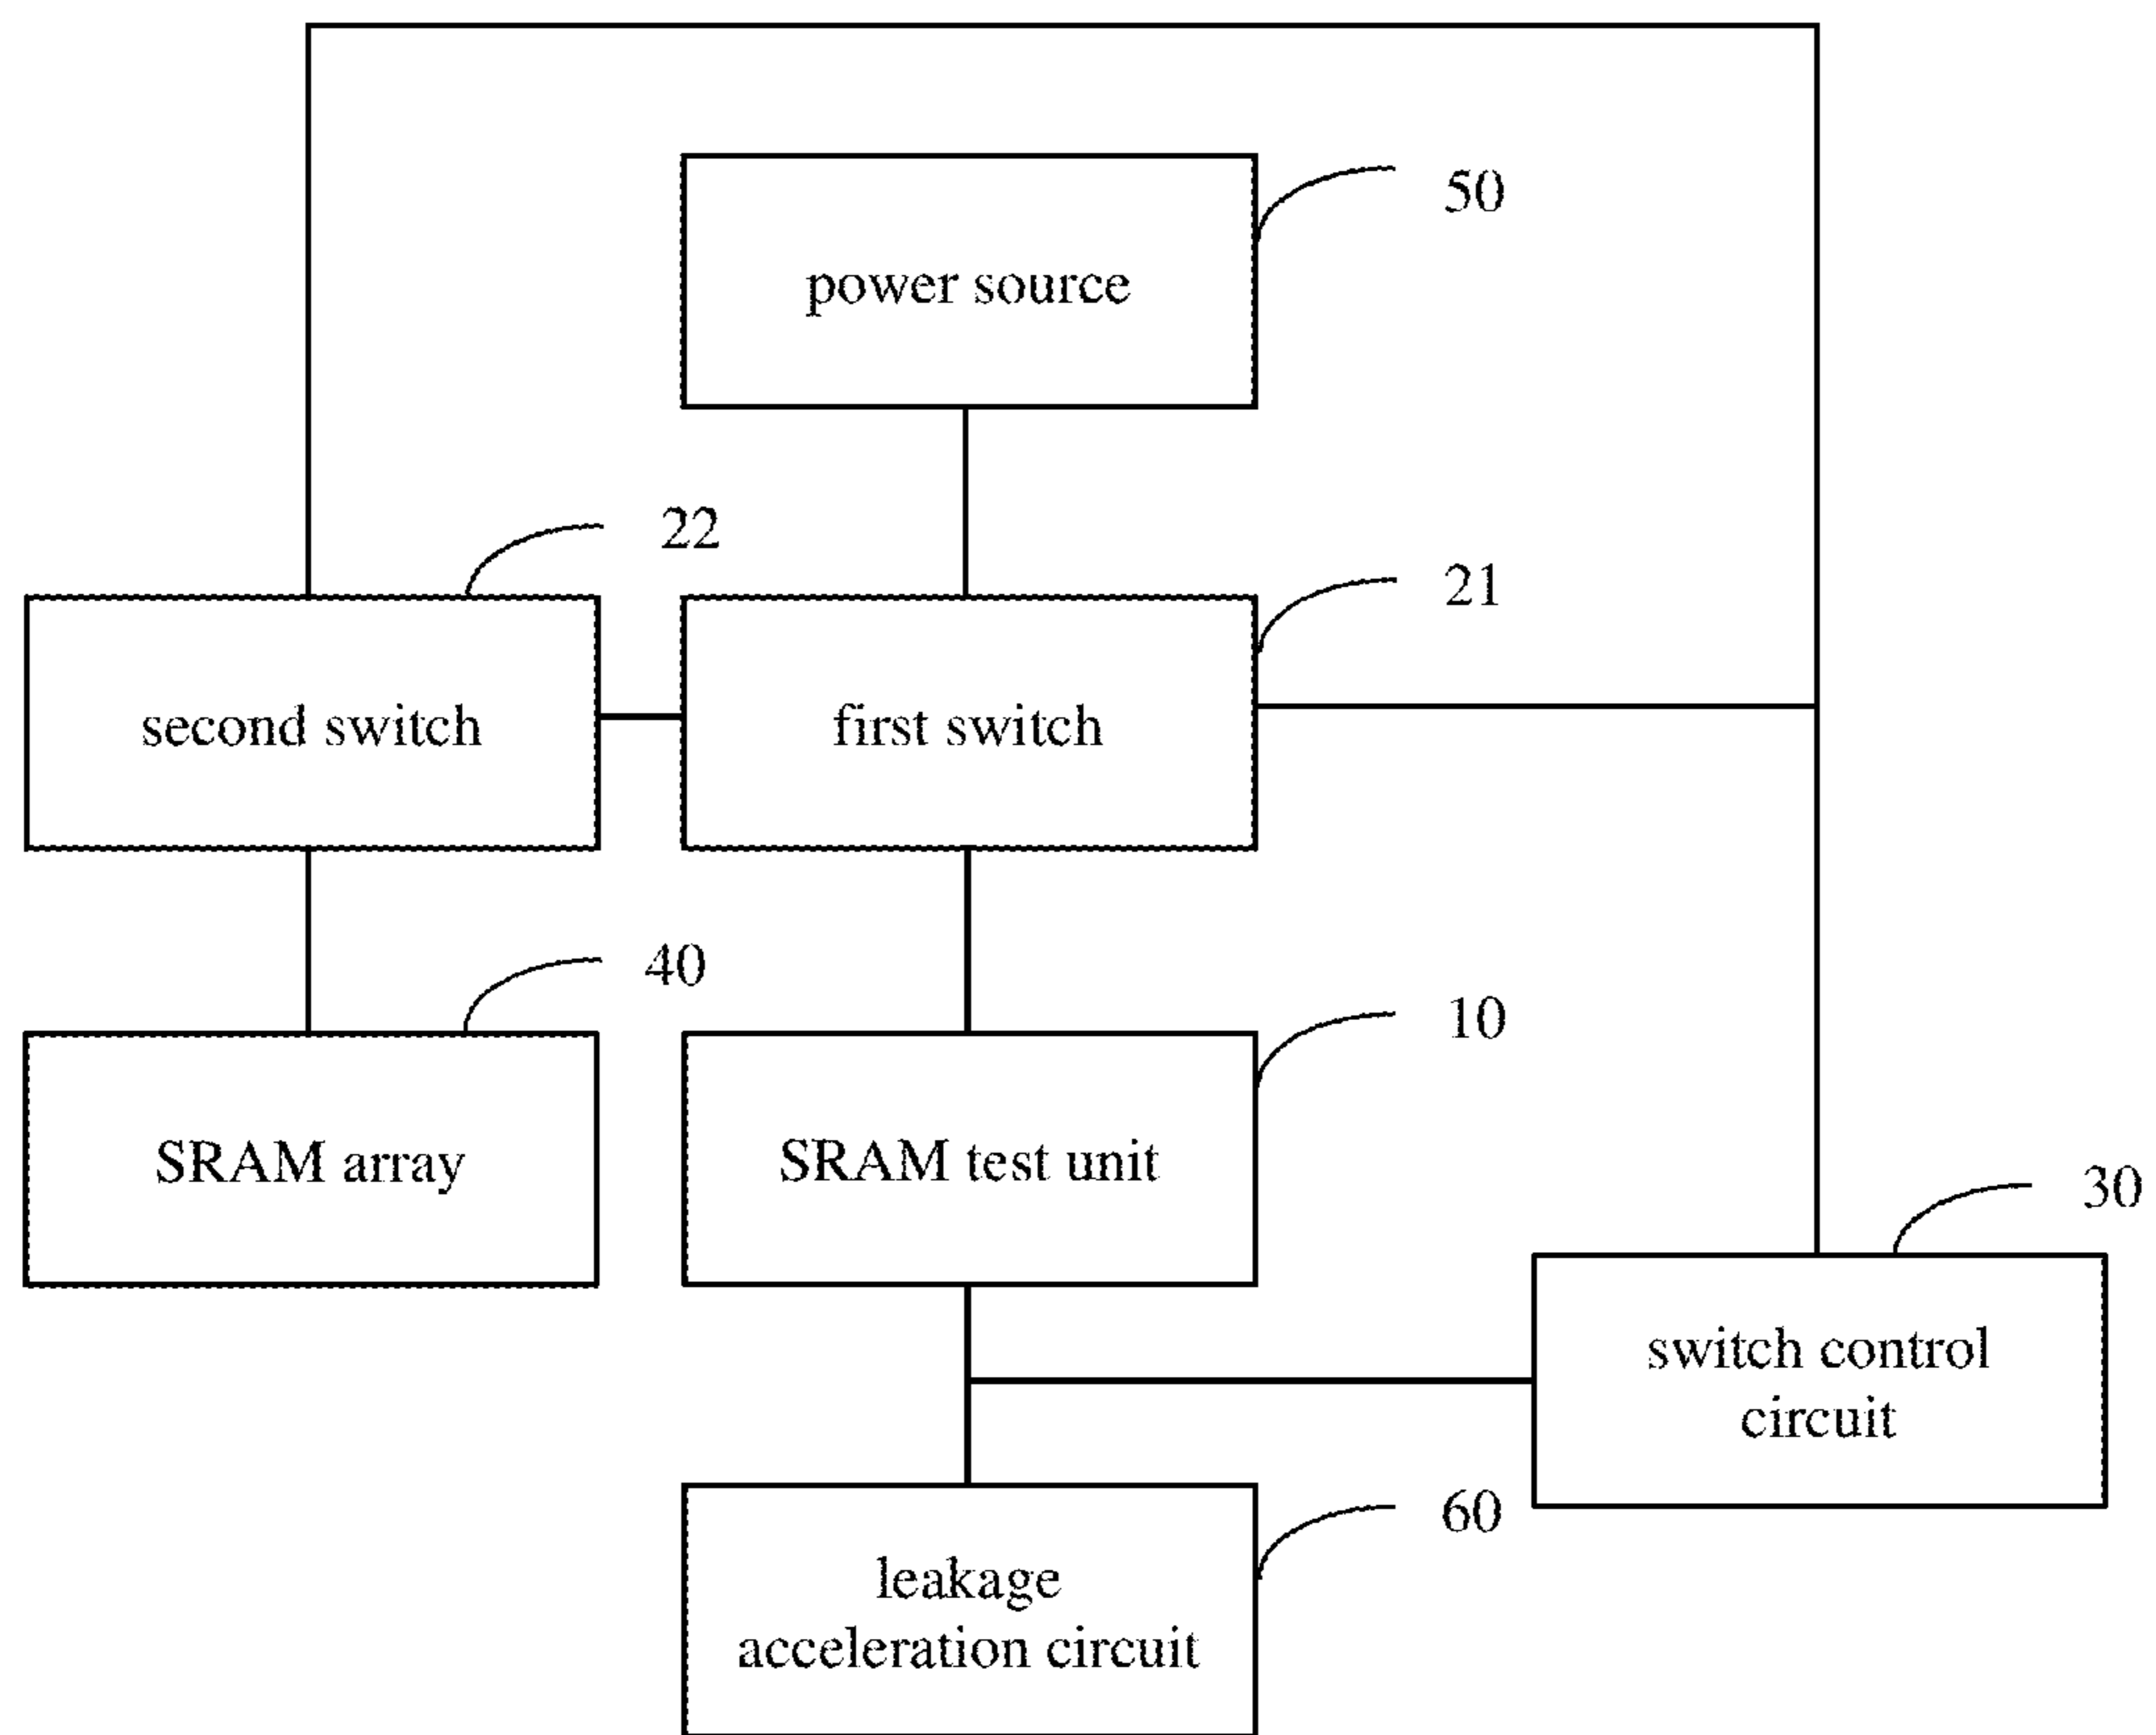 50
power source
22
21
second switch
first switch
40
10
SRAM array
SRAM test unit
30
switch control
circuit
60
leakage
acceleration circuit